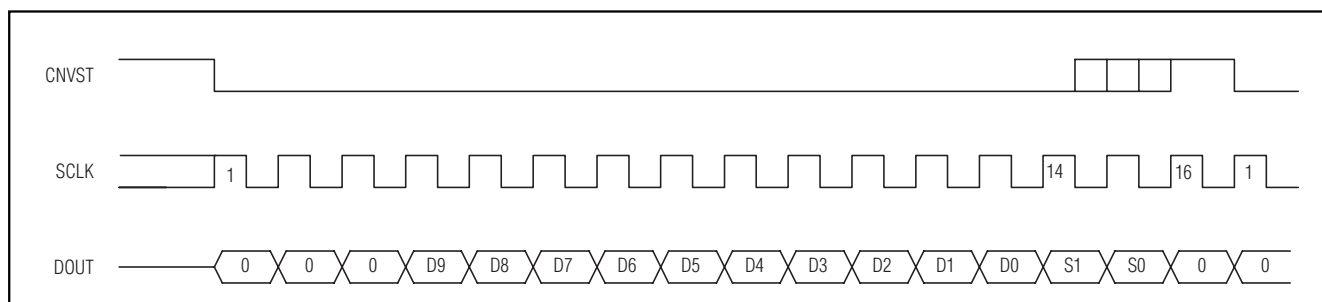 CNVST
SCLK 1 14 16 1
DOUT 0 0 0 D9 D8 D7 D6 D5 D4 D3 D2 D1 D0 S1 S0 0 0